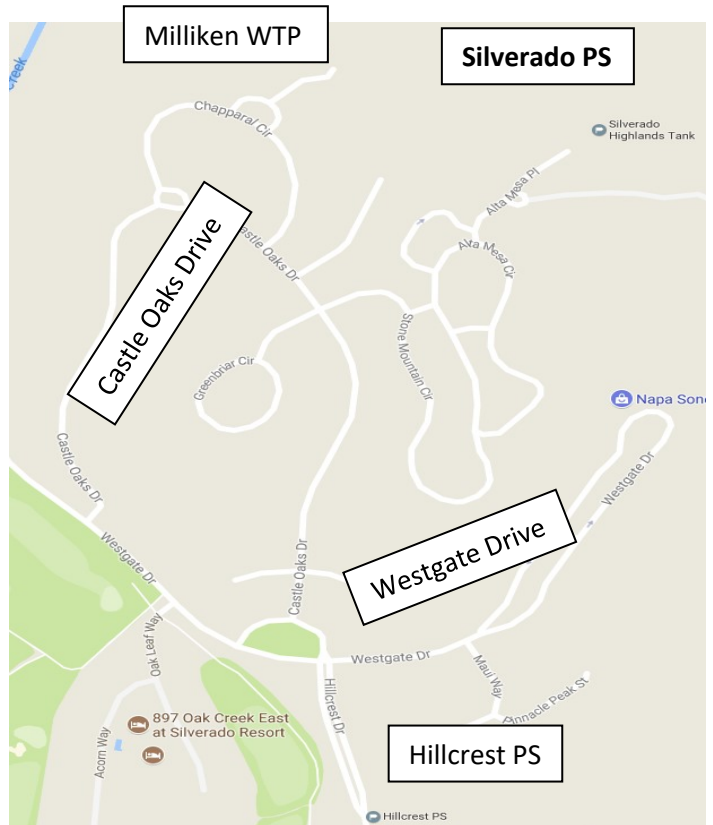 Milliken WTP
Silverado PS
Creek
Chapparal Cir
Silverado
Highlands Tank
Alta Mesa Pl
Castle Oaks Drive
astle Oaks Dr
Alta Mesa Cir
Stone Mountain Cir
Greenbriar Cir
Napa Sono
Castle Oaks Dr
Westgate Dr
Westgate Dr
Westgate Drive
Castle Oaks Dr
Oak Leaf Way
Westgate Dr
Maui Way
Hillcrest Dr
Pinnacle Peak St
897 Oak Creek East
at Silverado Resort
Acorn Way
Hillcrest PS
Hillcrest PS